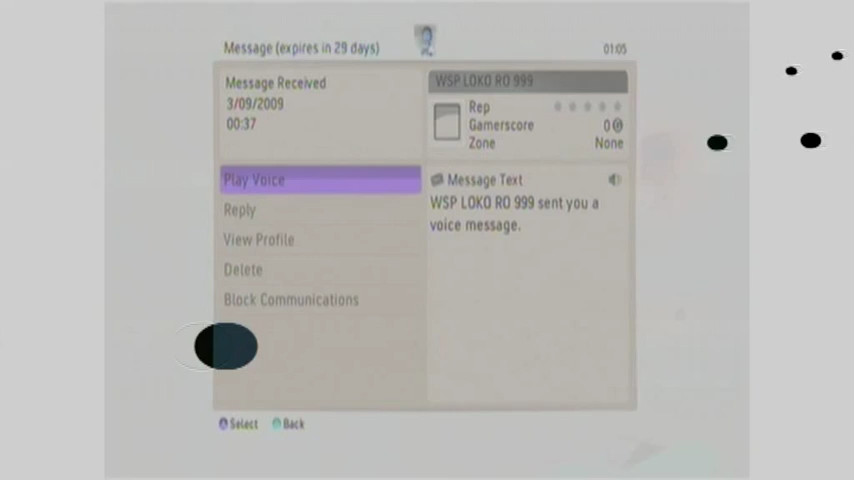 Message (expires in 29 days)
01:05
Message Received
3/09/2009
00:37
WSP LOKO RO 999
Rep
Gamerscore 0
Zone None
Play Voice
Reply
View Profile
Delete
Block Communications
Message Text
WSP LOKO RO 999 sent you a
voice message.
Select Back